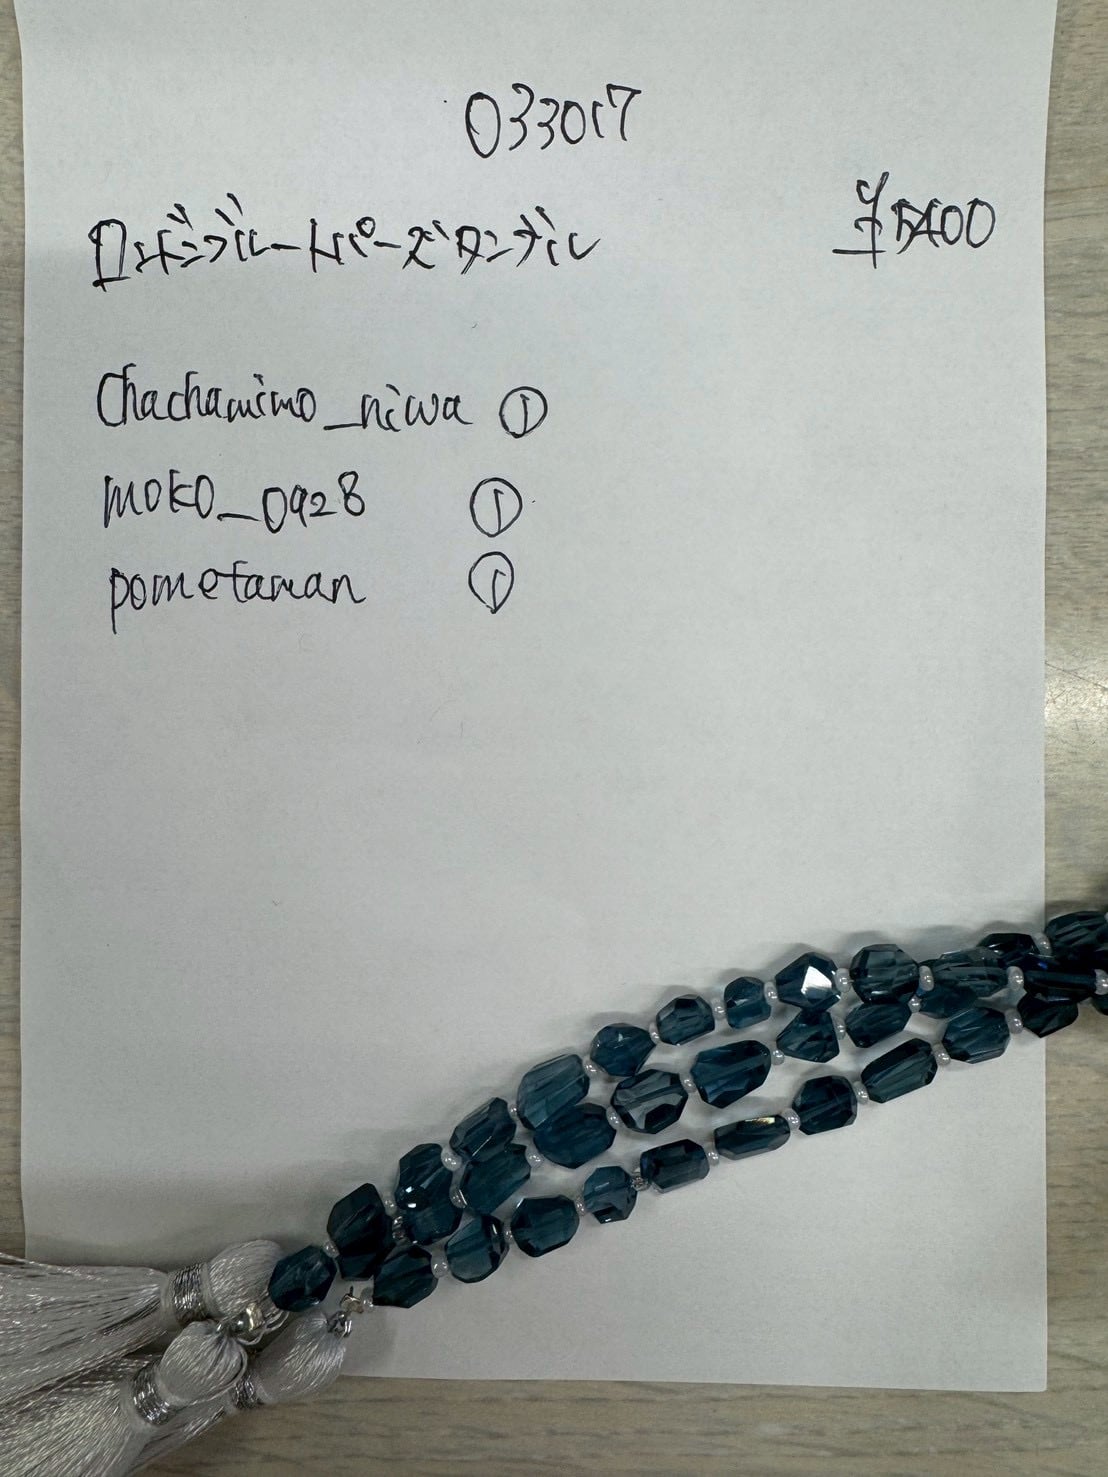 033017
ロンドンブルートパーズタンブル
¥5400
Chachamimo_niwa ①
moko_0928 ①
pometaman ①